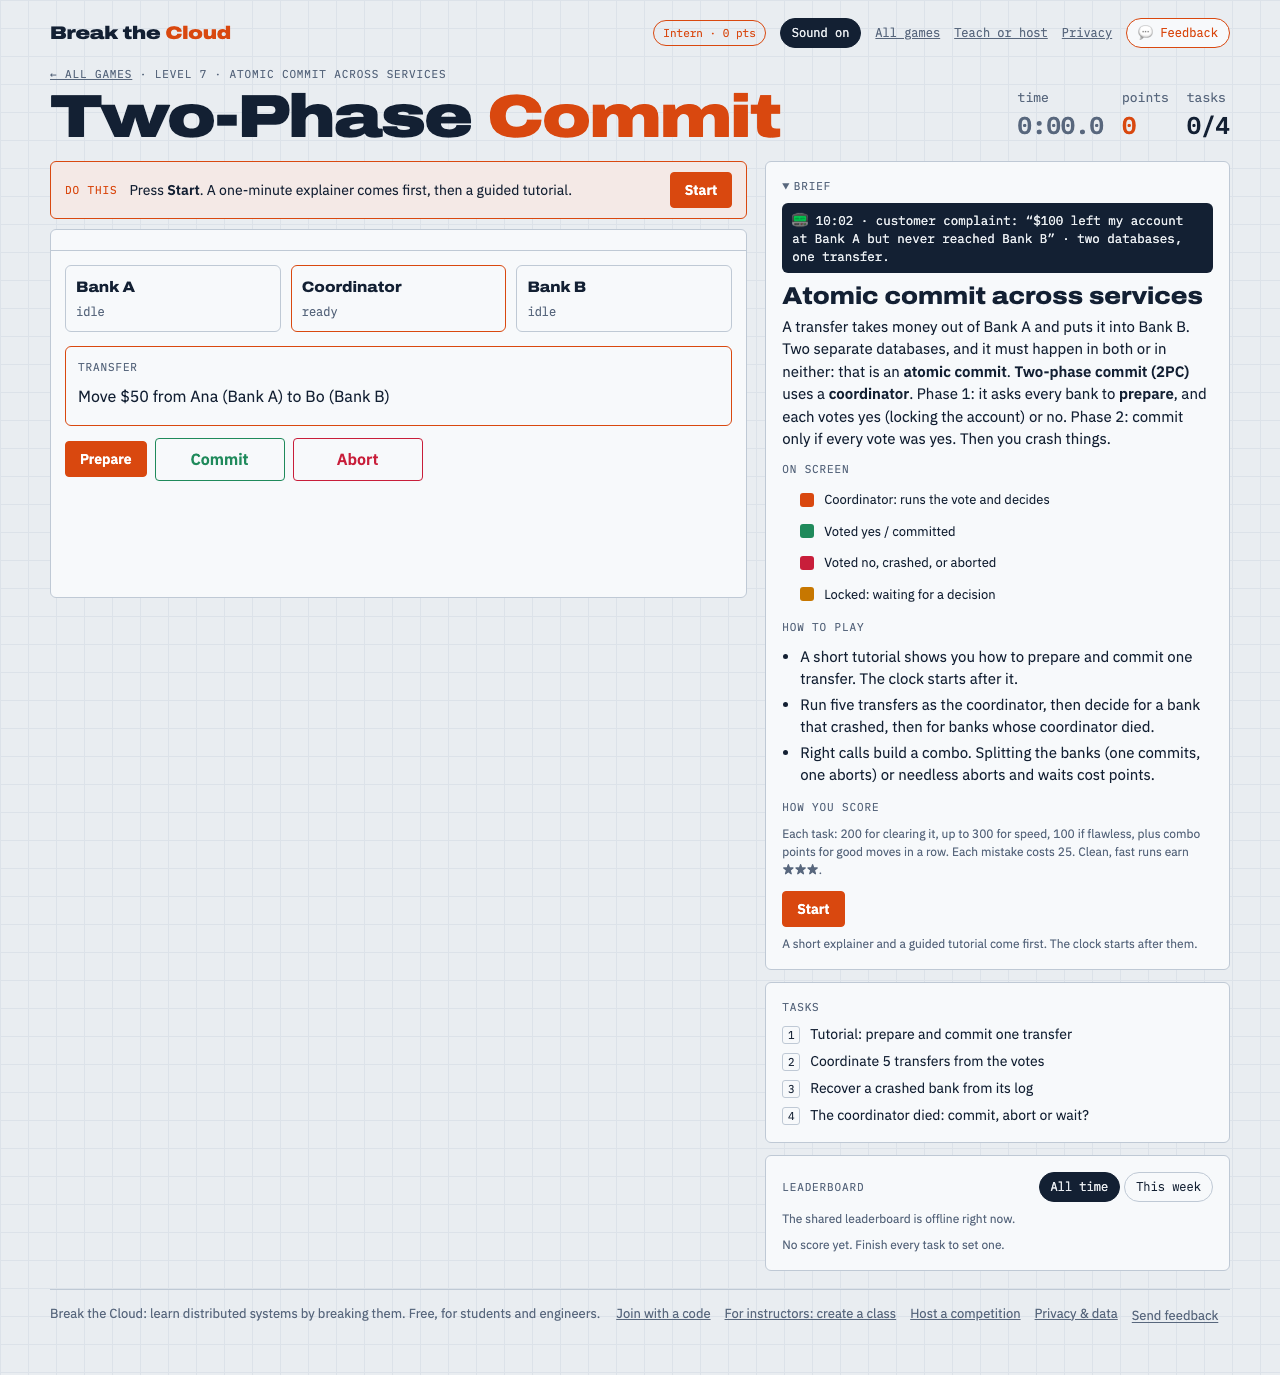 Break the Cloud
Intern · 0 pts
Sound on
All games
Teach or host
Privacy
💬 Feedback
← ALL GAMES · LEVEL 7 · ATOMIC COMMIT ACROSS SERVICES
Two-Phase Commit
time
0:00.0
points
0
tasks
0/4
DO THIS Press Start. A one-minute explainer comes first, then a guided tutorial.
Start
Bank A
idle
Coordinator
ready
Bank B
idle
TRANSFER
Move $50 from Ana (Bank A) to Bo (Bank B)
Prepare
Commit
Abort
▼ BRIEF
10:02 · customer complaint: “$100 left my account
at Bank A but never reached Bank B” · two databases,
one transfer.
Atomic commit across services
A transfer takes money out of Bank A and puts it into Bank B.
Two separate databases, and it must happen in both or in
neither: that is an atomic commit. Two-phase commit (2PC)
uses a coordinator. Phase 1: it asks every bank to prepare, and
each votes yes (locking the account) or no. Phase 2: commit
only if every vote was yes. Then you crash things.
ON SCREEN
Coordinator: runs the vote and decides
Voted yes / committed
Voted no, crashed, or aborted
Locked: waiting for a decision
HOW TO PLAY
• A short tutorial shows you how to prepare and commit one
transfer. The clock starts after it.
• Run five transfers as the coordinator, then decide for a bank
that crashed, then for banks whose coordinator died.
• Right calls build a combo. Splitting the banks (one commits,
one aborts) or needless aborts and waits cost points.
HOW YOU SCORE
Each task: 200 for clearing it, up to 300 for speed, 100 if flawless, plus combo
points for good moves in a row. Each mistake costs 25. Clean, fast runs earn
★★★.
Start
A short explainer and a guided tutorial come first. The clock starts after them.
TASKS
1 Tutorial: prepare and commit one transfer
2 Coordinate 5 transfers from the votes
3 Recover a crashed bank from its log
4 The coordinator died: commit, abort or wait?
LEADERBOARD
All time
This week
The shared leaderboard is offline right now.
No score yet. Finish every task to set one.
Break the Cloud: learn distributed systems by breaking them. Free, for students and engineers.
Join with a code
For instructors: create a class
Host a competition
Privacy & data
Send feedback